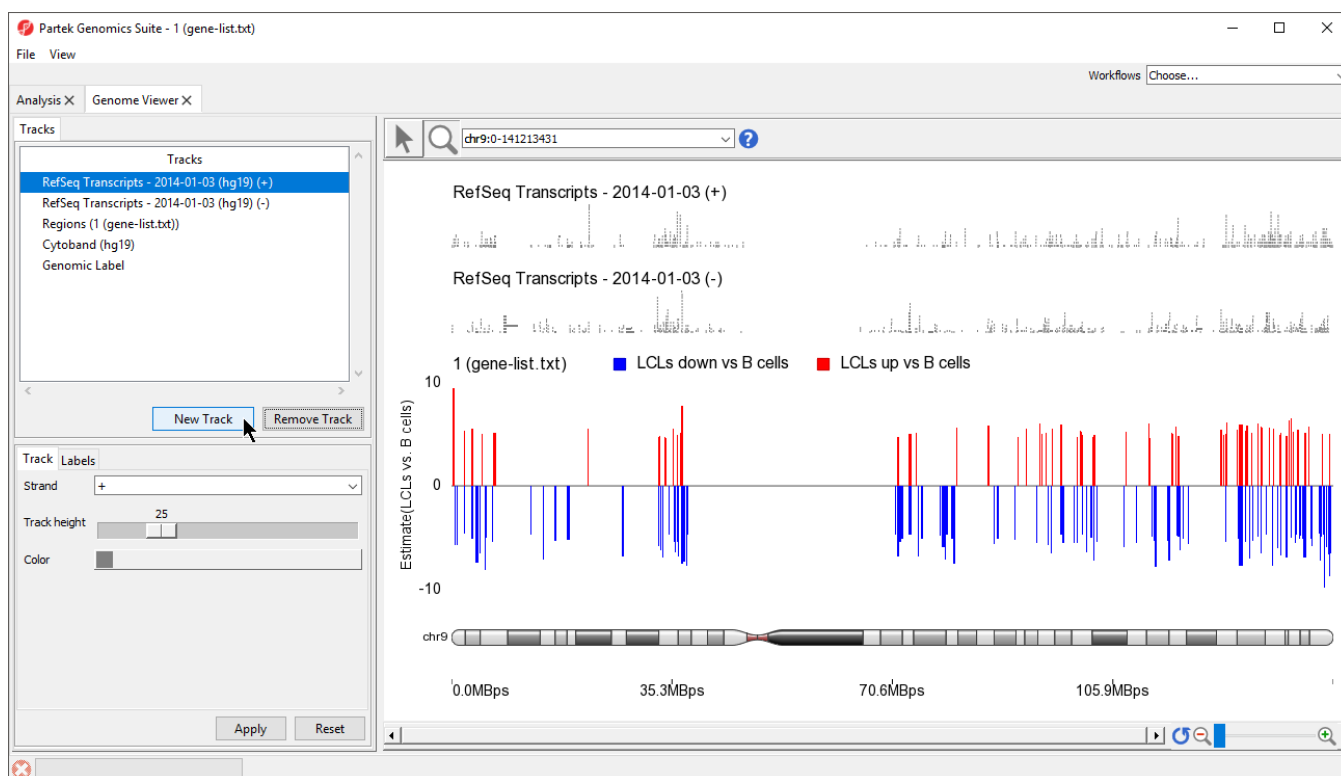 Partek Genomics Suite - 1 (gene-list.txt)
File View
Workflows Choose...
Analysis Genome Viewer
Tracks
Tracks
RefSeq Transcripts - 2014-01-03 (hg19) (+)
RefSeq Transcripts - 2014-01-03 (hg19) (-)
Regions (1 (gene-list.txt))
Cytoband (hg19)
Genomic Label
New Track Remove Track
Track Labels
Strand +
25
Track height
Color
Apply Reset
chr9:0-141213431 ?
RefSeq Transcripts - 2014-01-03 (+)
RefSeq Transcripts - 2014-01-03 (-)
1 (gene-list.txt) LCLs down vs B cells LCLs up vs B cells
10
0
-10
Estimate(LCLs vs. B cells)
chr9
0.0MBps 35.3MBps 70.6MBps 105.9MBps